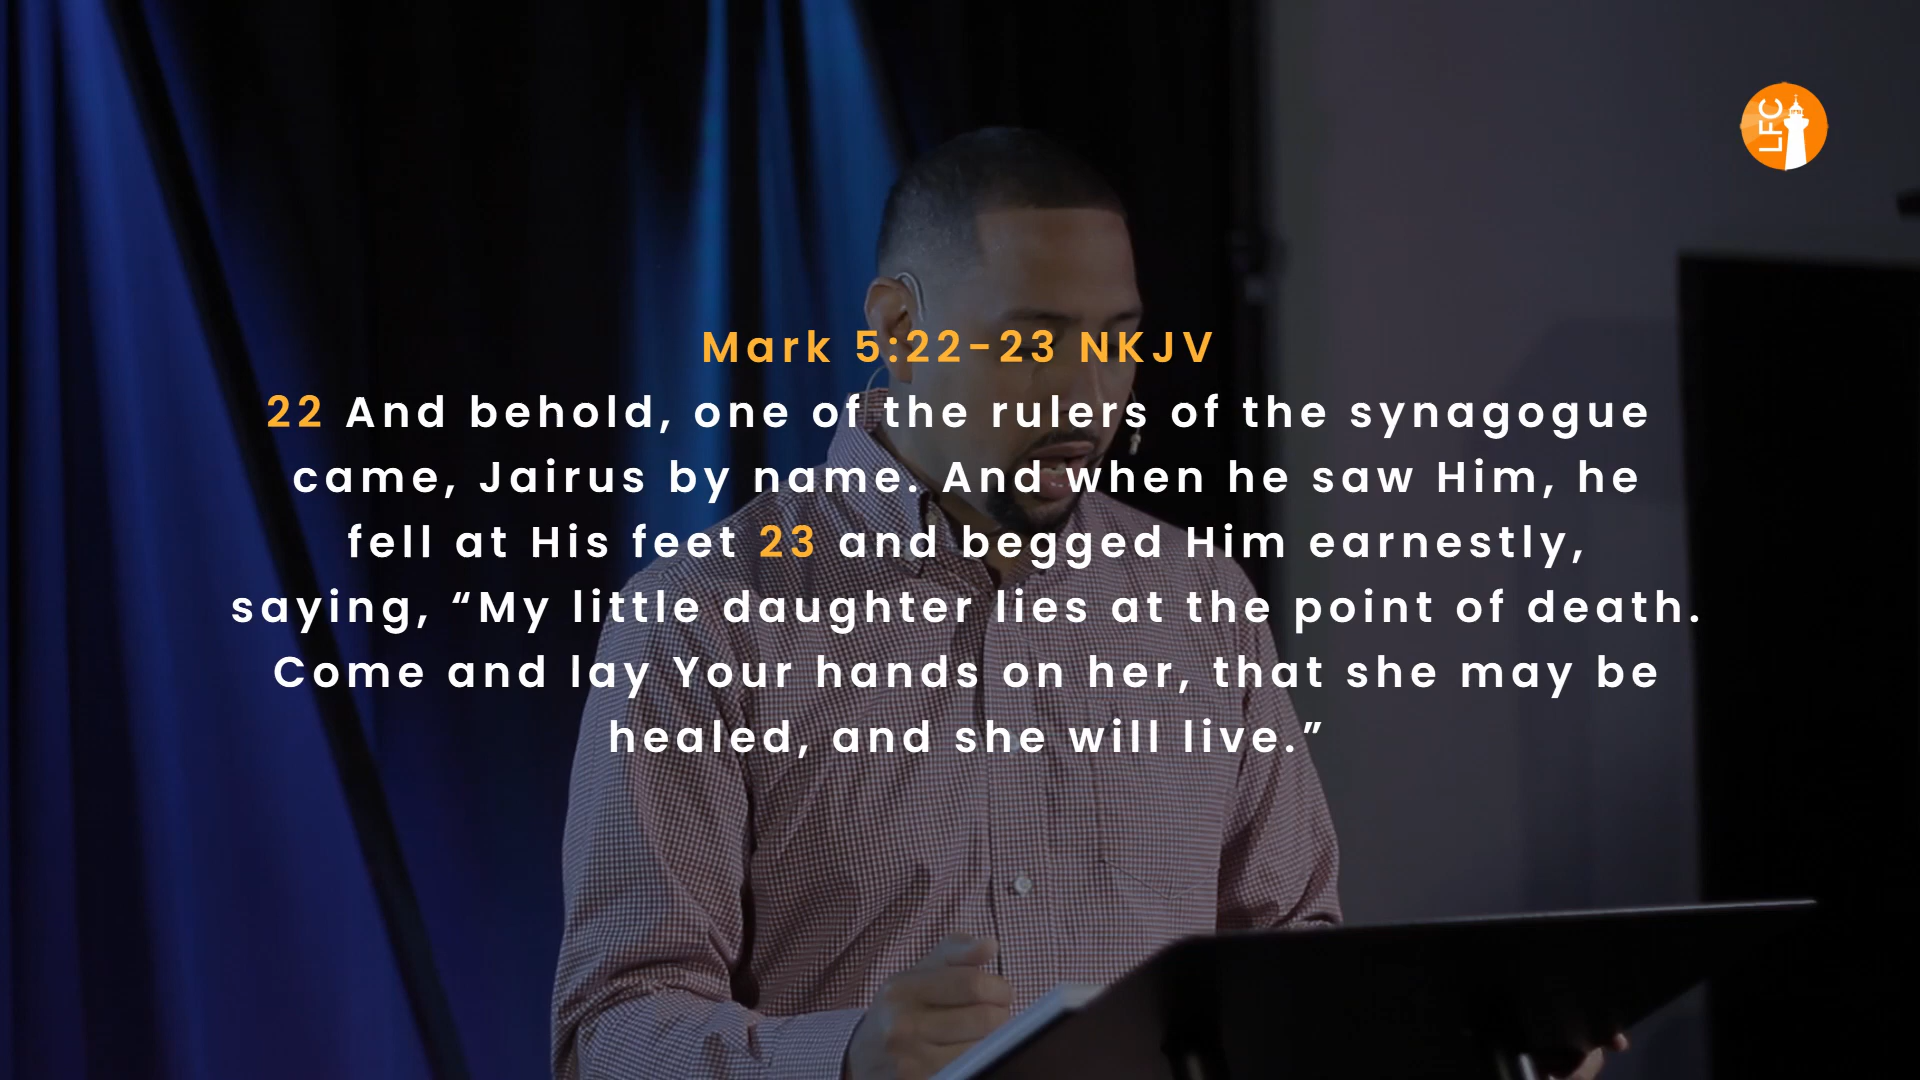 LFC
Mark 5:22-23 NKJV
22 And behold, one of the rulers of the synagogue
came, Jairus by name. And when he saw Him, he
fell at His feet 23 and begged Him earnestly,
saying, “My little daughter lies at the point of death.
Come and lay Your hands on her, that she may be
healed, and she will live.”